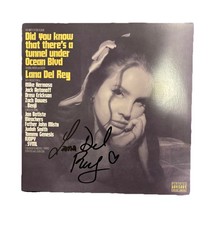 Did you know
that there's a
tunnel under
Ocean Blvd
Lana Del Rey
Mike Hermosa
Jack Antonoff
Drew Erickson
Zach Dawes
Benji
Jon Batiste
Bleachers
Father John Misty
Judah Smith
Tommy Genesis
RIOPY
SYML
Lana Del
Rey
PARENTAL
ADVISORY
EXPLICIT CONTENT